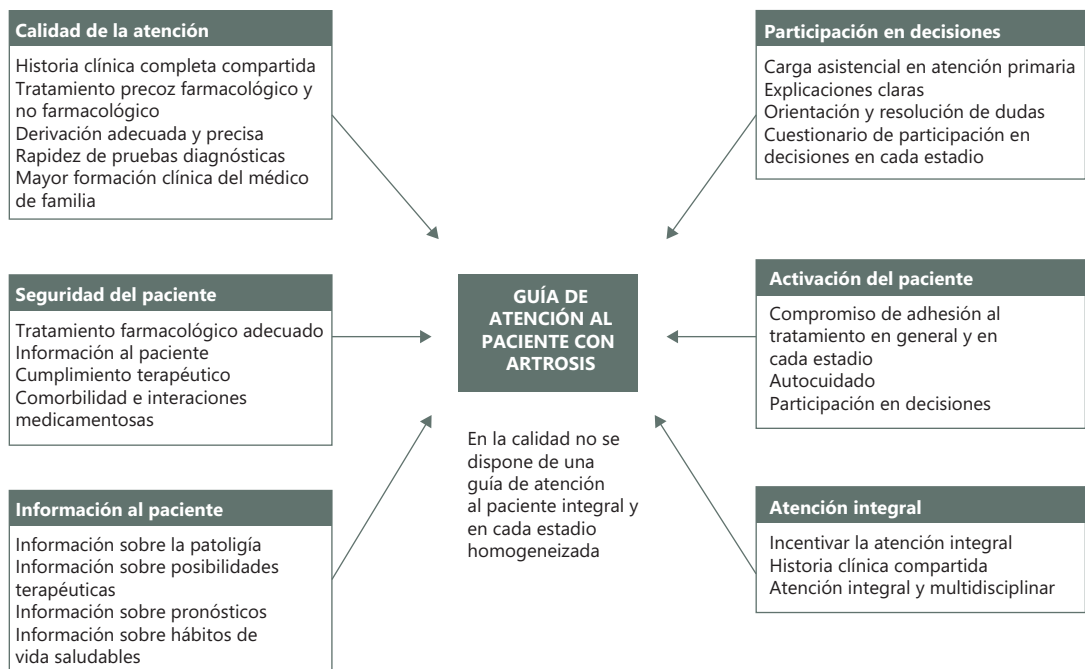 Calidad de la atención
Historia clínica completa compartida
Tratamiento precoz farmacológico y
no farmacológico
Derivación adecuada y precisa
Rapidez de pruebas diagnósticas
Mayor formación clínica del médico
de familia
Seguridad del paciente
Tratamiento farmacológico adecuado
Información al paciente
Cumplimiento terapéutico
Comorbilidad e interaciones
medicamentosas
Información al paciente
Información sobre la patoligía
Información sobre posibilidades
terapéuticas
Información sobre pronósticos
Información sobre hábitos de
vida saludables
GUÍA DE
ATENCIÓN AL
PACIENTE CON
ARTROSIS
En la calidad no se
dispone de una
guía de atención
al paciente integral y
en cada estadio
homogeneizada
Participación en decisiones
Carga asistencial en atención primaria
Explicaciones claras
Orientación y resolución de dudas
Cuestionario de participación en
decisiones en cada estadio
Activación del paciente
Compromiso de adhesión al
tratamiento en general y en
cada estadio
Autocuidado
Participación en decisiones
Atención integral
Incentivar la atención integral
Historia clínica compartida
Atención integral y multidisciplinar